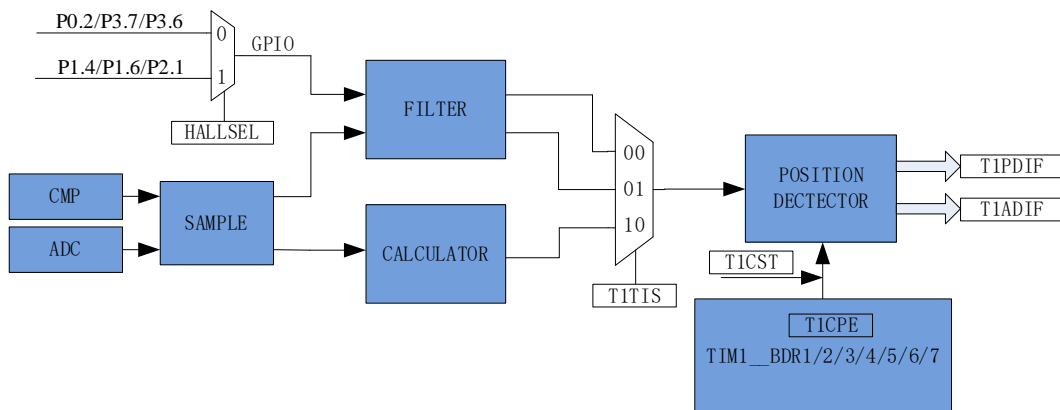 P0.2/P3.7/P3.6
0
GPIO
P1.4/P1.6/P2.1
1
HALLSEL
FILTER
CMP
ADC
SAMPLE
CALCULATOR
00
01
10
T1TIS
POSITION
DECTECTOR
T1PDIF
T1ADIF
T1CST
T1CPE
TIM1__BDR1/2/3/4/5/6/7